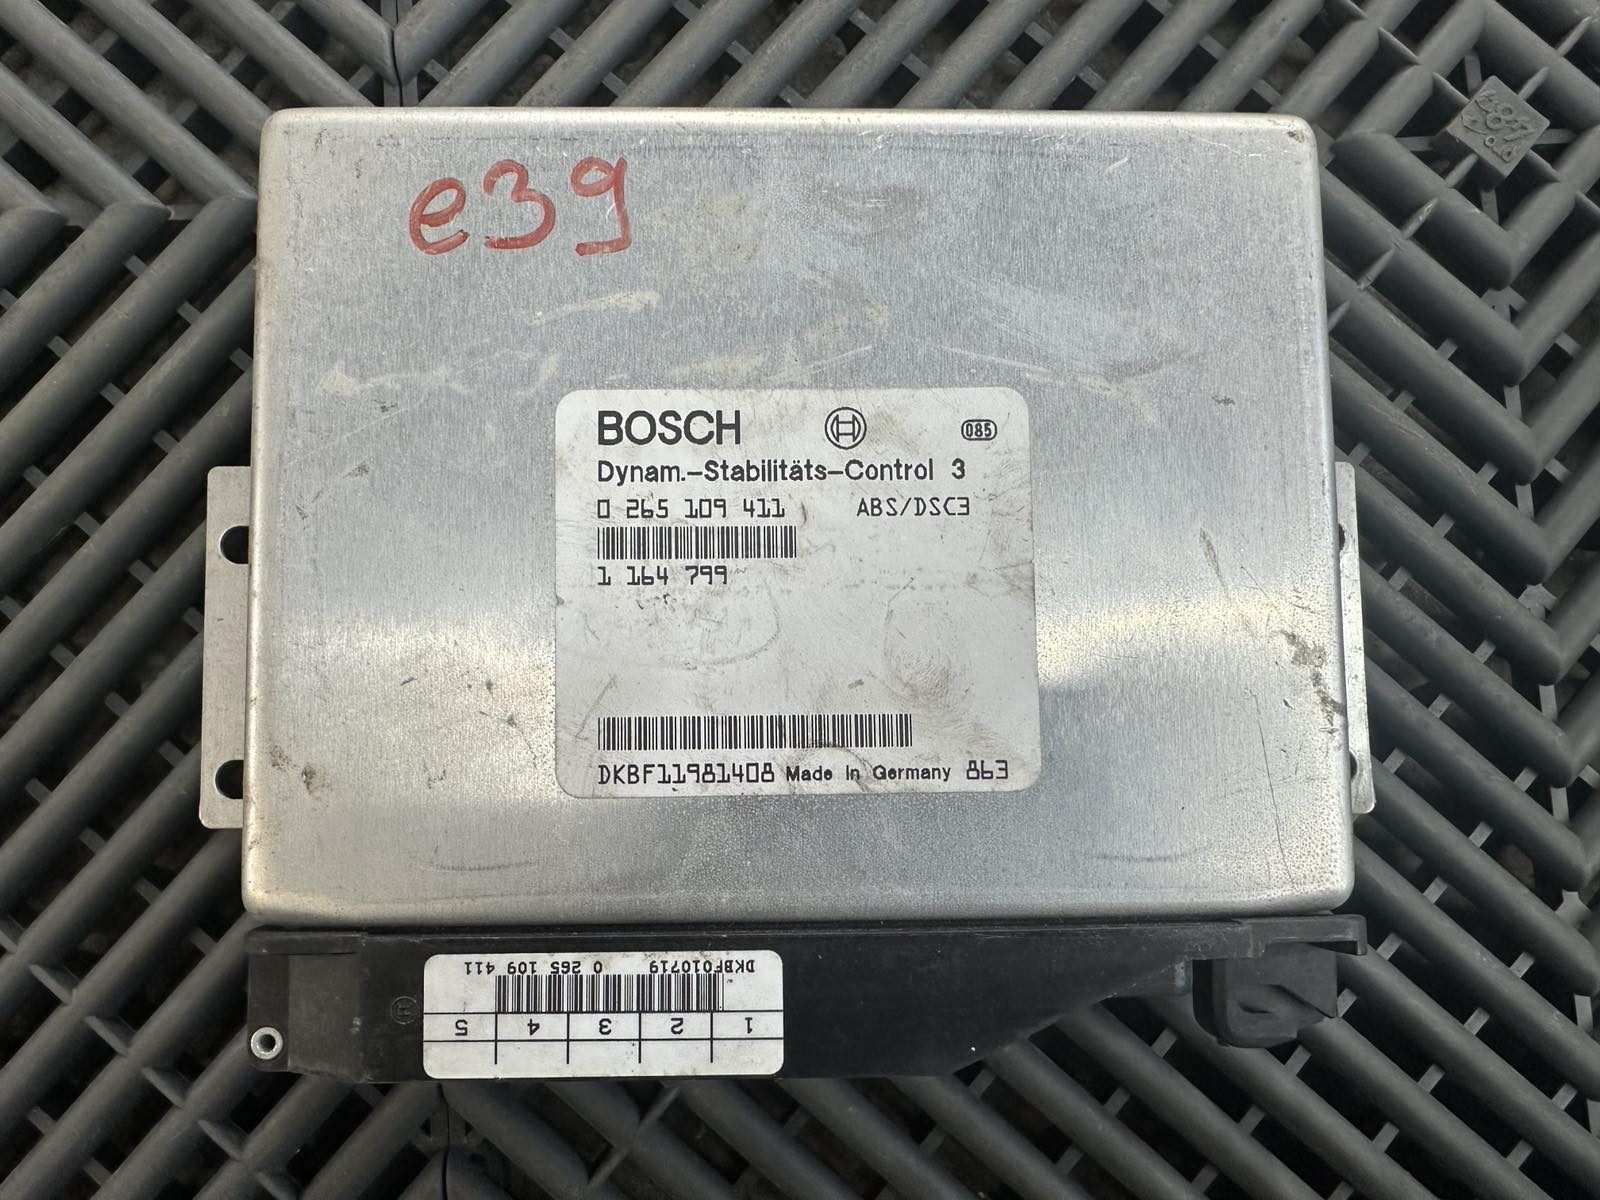 e39
BOSCH 085
Dynam.-Stabilitäts-Control 3
0 265 109 411 ABS/DSC3
1 164 799
DKBF11981408 Made in Germany 863
DKBF010719 0 265 109 411
1 2 3 4 5